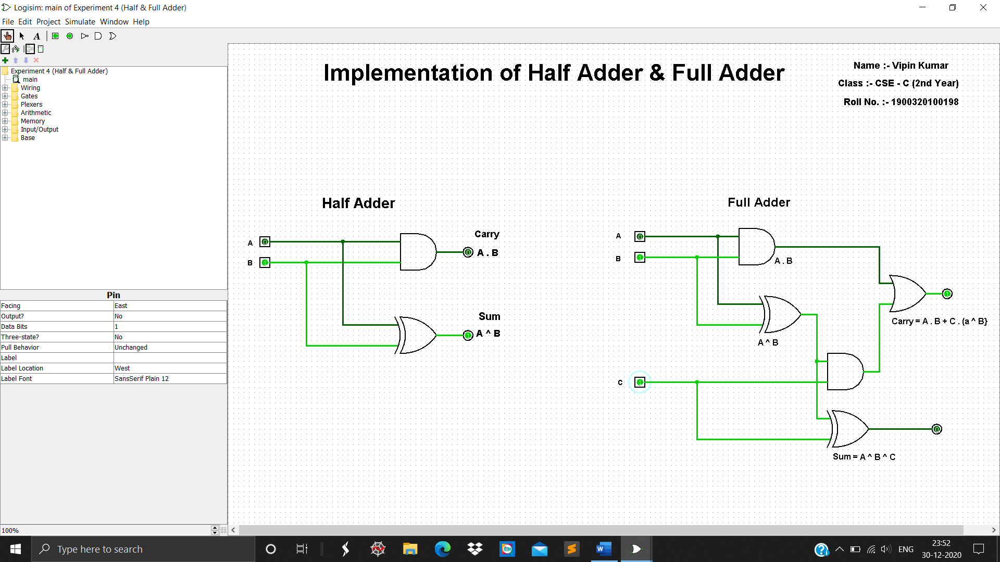 Logisim: main of Experiment 4 (Half & Full Adder)
File Edit Project Simulate Window Help
A
Experiment 4 (Half & Full Adder)
main
Wiring
Gates
Plexers
Arithmetic
Memory
Input/Output
Base
Pin
Facing East
Output? No
Data Bits 1
Three-state? No
Pull Behavior Unchanged
Label
Label Location West
Label Font SansSerif Plain 12
100%
Implementation of Half Adder & Full Adder
Name :- Vipin Kumar
Class :- CSE - C (2nd Year)
Roll No. :- 1900320100198
Half Adder
A 0
B 1
Carry
0 A . B
Sum
1 A ^ B
Full Adder
A 0
B 1
A . B
A ^ B
1
Carry = A . B + C . (a ^ B}
C 1
0
Sum = A ^ B ^ C
Type here to search
ENG
23:52
30-12-2020